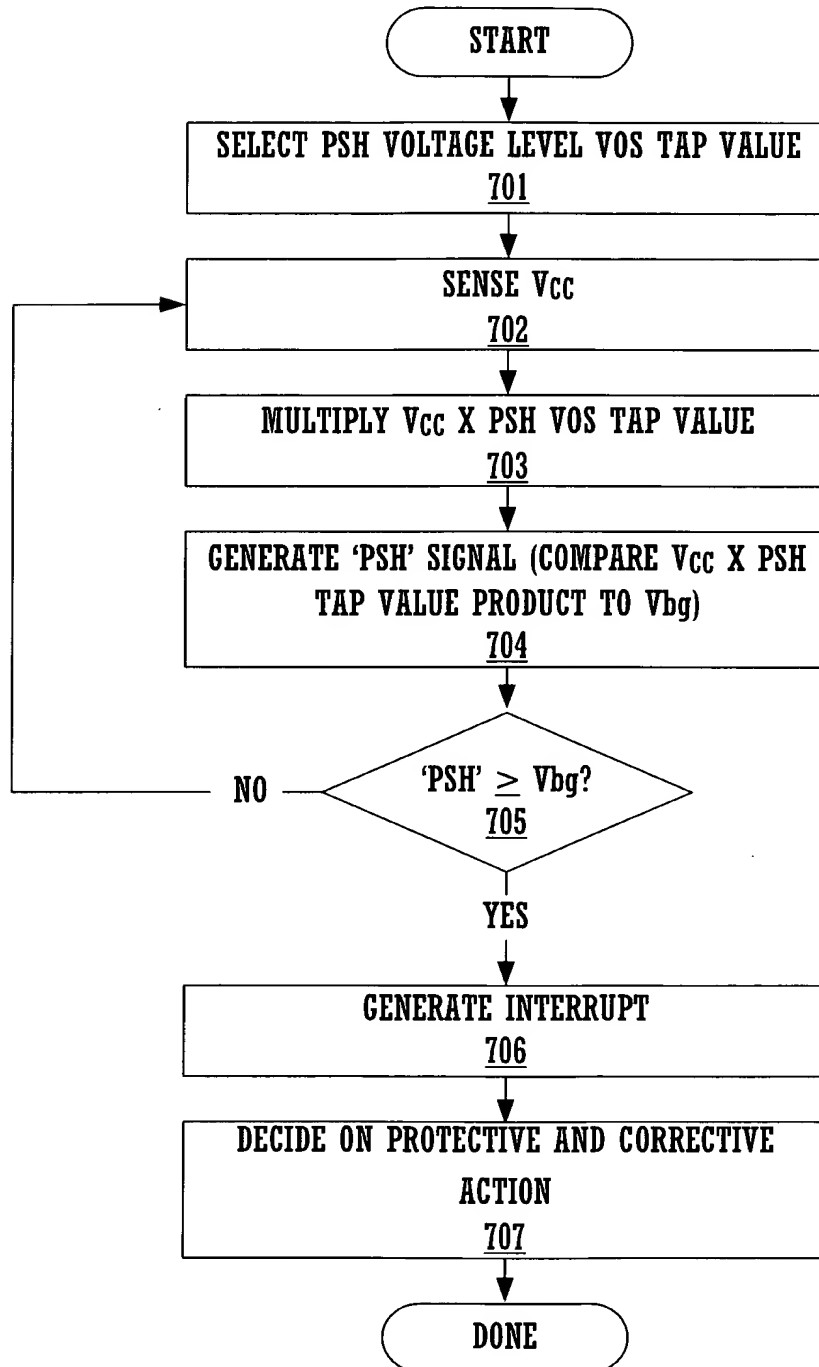 START
SELECT PSH VOLTAGE LEVEL VOS TAP VALUE
701
SENSE VCC
702
MULTIPLY VCC X PSH VOS TAP VALUE
703
GENERATE ‘PSH’ SIGNAL (COMPARE VCC X PSH
TAP VALUE PRODUCT TO Vbg)
704
‘PSH’ ≥ Vbg?
705
NO
YES
GENERATE INTERRUPT
706
DECIDE ON PROTECTIVE AND CORRECTIVE
ACTION
707
DONE